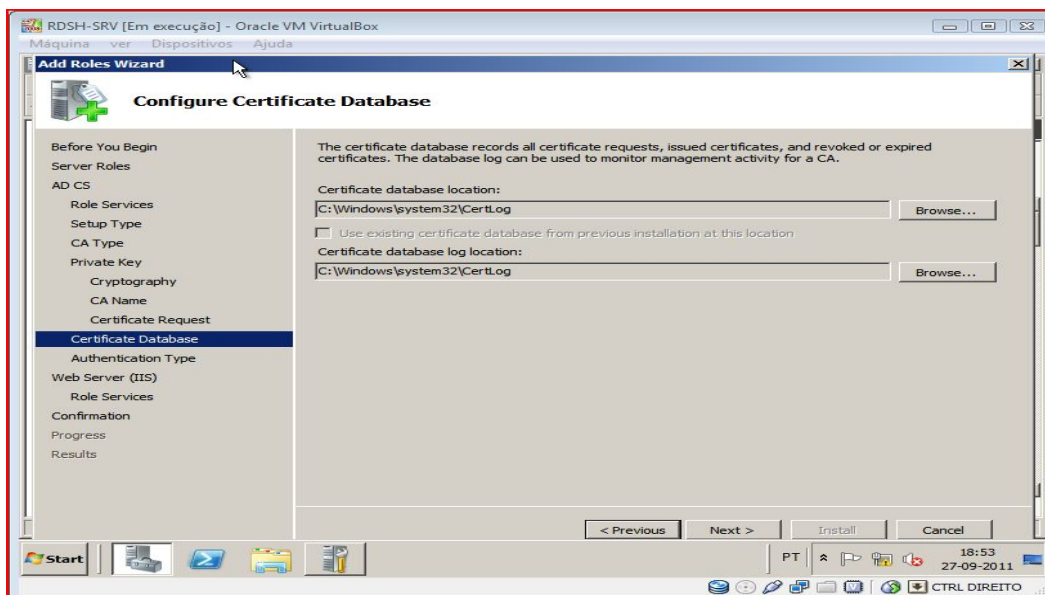 RDSH-SRV [Em execução] - Oracle VM VirtualBox
Máquina ver Dispositivos Ajuda
Add Roles Wizard
Configure Certificate Database
Before You Begin
Server Roles
AD CS
Role Services
Setup Type
CA Type
Private Key
Cryptography
CA Name
Certificate Request
Certificate Database
Authentication Type
Web Server (IIS)
Role Services
Confirmation
Progress
Results
The certificate database records all certificate requests, issued certificates, and revoked or expired
certificates. The database log can be used to monitor management activity for a CA.
Certificate database location:
C:\Windows\system32\CertLog
Browse...
Use existing certificate database from previous installation at this location
Certificate database log location:
C:\Windows\system32\CertLog
Browse...
< Previous Next > Install Cancel
Start PT 18:53
27-09-2011
CTRL DIREITO